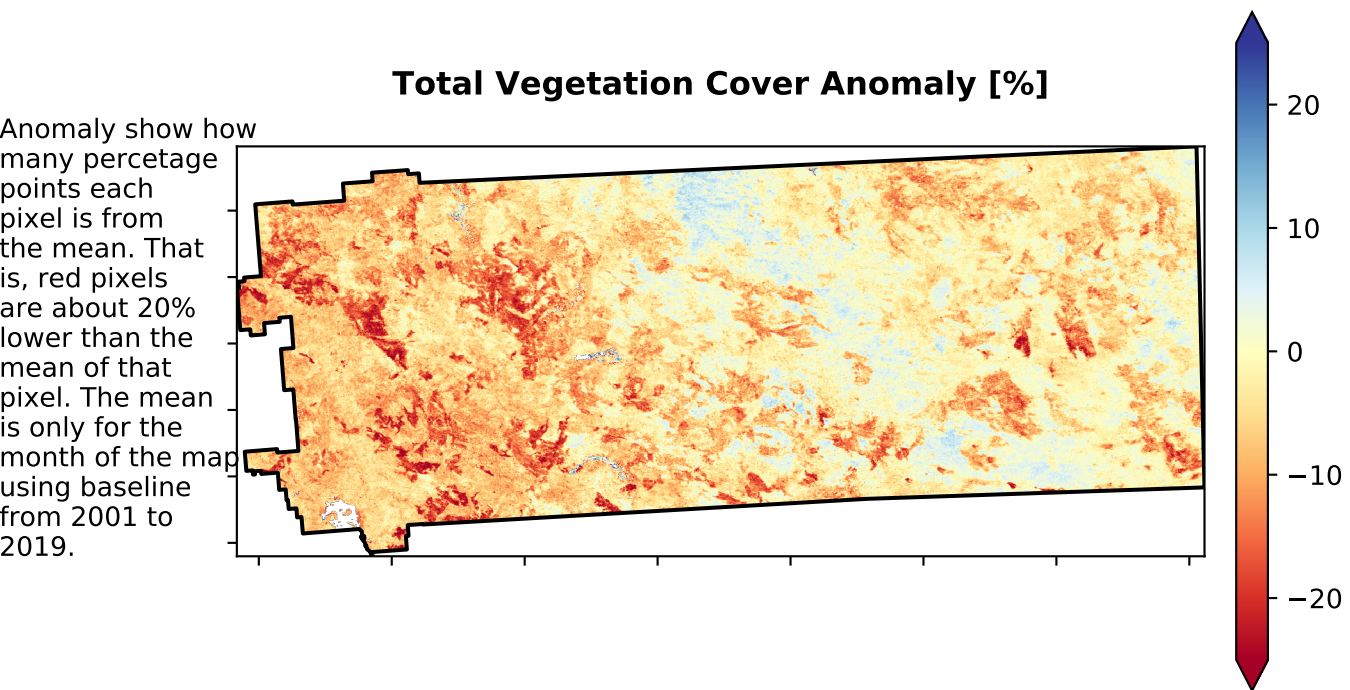 Total Vegetation Cover Anomaly [%]
Anomaly show how
many percetage
points each
pixel is from
the mean. That
is, red pixels
are about 20%
lower than the
mean of that
pixel. The mean
is only for the
month of the map
using baseline
from 2001 to
2019.
20
10
0
−10
−20